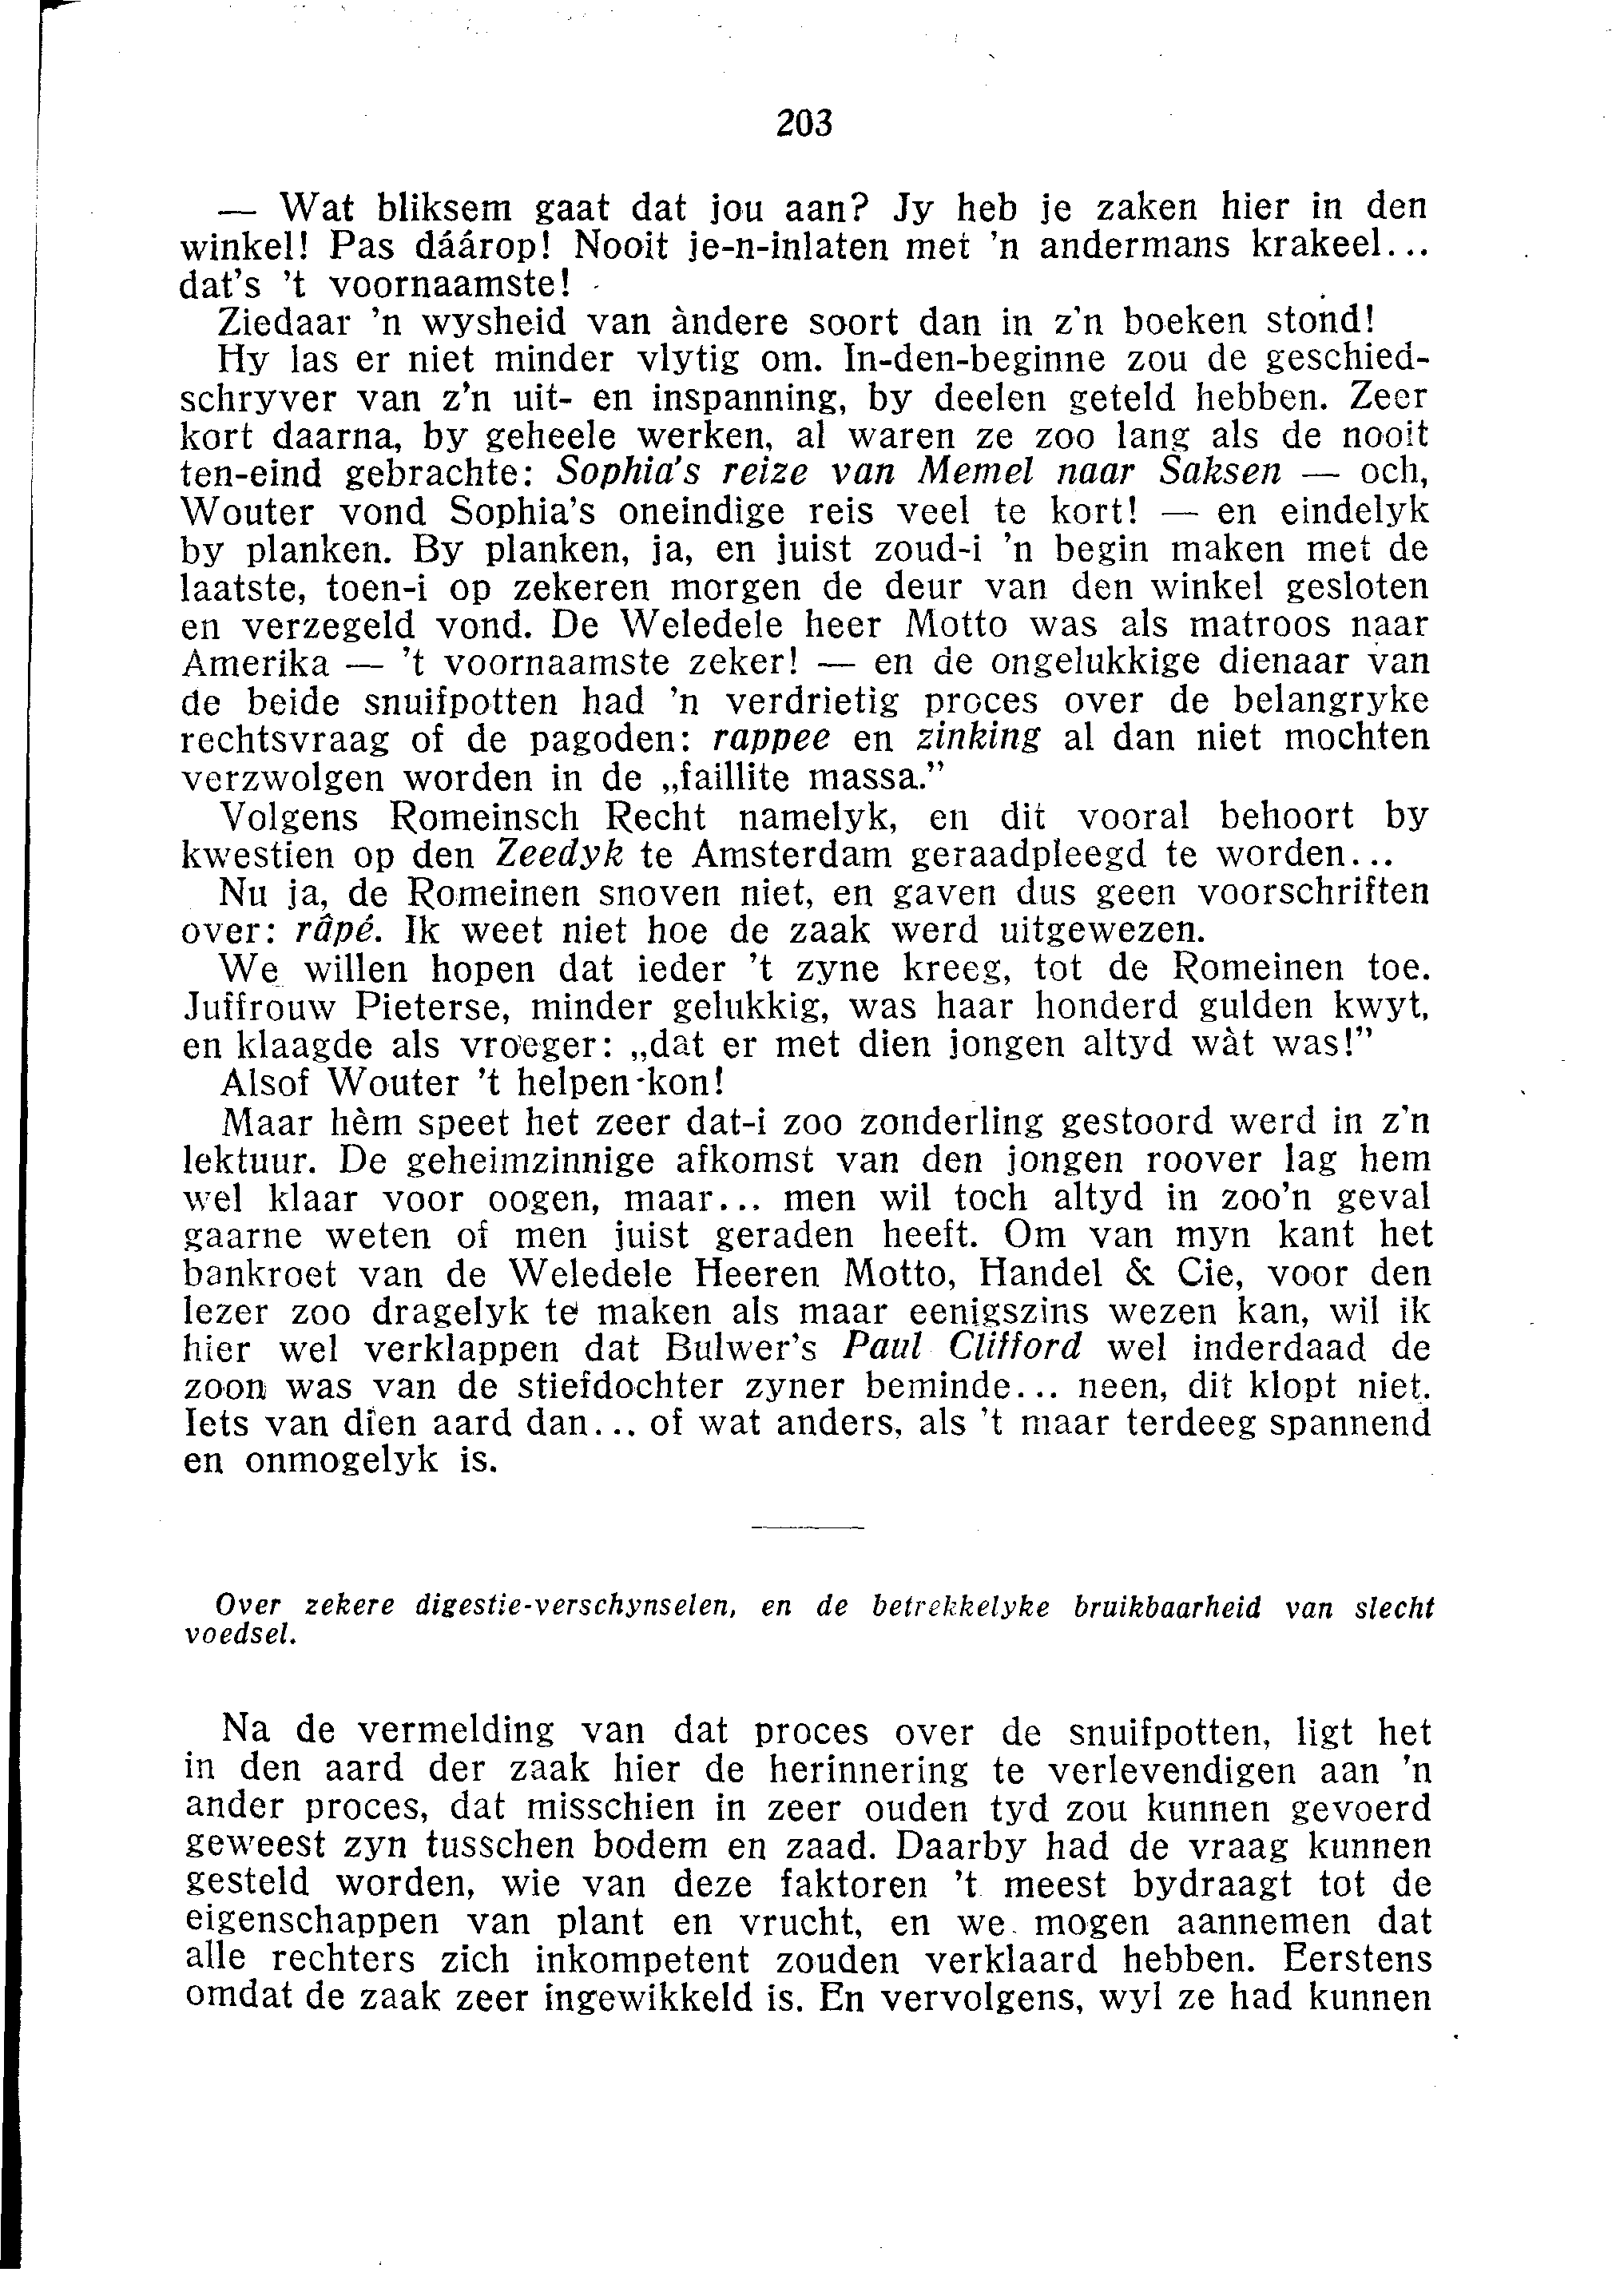 203
— Wat bliksem gaat dat jou aan? Jy heb je zaken hier in den
winkel! Pas dáárop! Nooit je-n-inlaten met 'n andermans krakeel...
dat's 't voornaamste!
Ziedaar 'n wysheid van àndere soort dan in z'n boeken stond!
Hy las er niet minder vlytig om. In-den-beginne zou de geschied-
schryver van z'n uit- en inspanning, by deelen geteld hebben. Zeer
kort daarna, by geheele werken, al waren ze zoo lang als de nooit
ten-eind gebrachte: Sophia's reize van Memel naar Saksen — och,
Wouter vond Sophia's oneindige reis veel te kort! — en eindelyk
by planken. By planken, ja, en juist zoud-i 'n begin maken met de
laatste, toen-i op zekeren morgen de deur van den winkel gesloten
en verzegeld vond. De Weledele heer Motto was als matroos naar
Amerika — 't voornaamste zeker! — en de ongelukkige dienaar van
de beide snuifpotten had 'n verdrietig proces over de belangryke
rechtsvraag of de pagoden: rappee en zinking al dan niet mochten
verzwolgen worden in de „faillite massa."
Volgens Romeinsch Recht namelyk, en dit vooral behoort by
kwestien op den Zeedyk te Amsterdam geraadpleegd te worden...
Nu ja, de Romeinen snoven niet, en gaven dus geen voorschriften
over: râpé. Ik weet niet hoe de zaak werd uitgewezen.
We willen hopen dat ieder 't zyne kreeg, tot de Romeinen toe.
Juffrouw Pieterse, minder gelukkig, was haar honderd gulden kwyt,
en klaagde als vroeger: „dat er met dien jongen altyd wàt was!"
Alsof Wouter 't helpen kon!
Maar hèm speet het zeer dat-i zoo zonderling gestoord werd in z'n
lektuur. De geheimzinnige afkomst van den jongen roover lag hem
wel klaar voor oogen, maar... men wil toch altyd in zoo'n geval
gaarne weten of men juist geraden heeft. Om van myn kant het
bankroet van de Weledele Heeren Motto, Handel & Cie, voor den
lezer zoo dragelyk te maken als maar eenigszins wezen kan, wil ik
hier wel verklappen dat Bulwer's Paul Clifford wel inderdaad de
zoon was van de stiefdochter zyner beminde... neen, dit klopt niet.
Iets van dien aard dan... of wat anders, als 't maar terdeeg spannend
en onmogelyk is.
Over zekere digestie-verschynselen, en de betrekkelyke bruikbaarheid van slecht
voedsel.
Na de vermelding van dat proces over de snuifpotten, ligt het
in den aard der zaak hier de herinnering te verlevendigen aan 'n
ander proces, dat misschien in zeer ouden tyd zou kunnen gevoerd
geweest zyn tusschen bodem en zaad. Daarby had de vraag kunnen
gesteld worden, wie van deze faktoren 't meest bydraagt tot de
eigenschappen van plant en vrucht, en we mogen aannemen dat
alle rechters zich inkompetent zouden verklaard hebben. Eerstens
omdat de zaak zeer ingewikkeld is. En vervolgens, wyl ze had kunnen